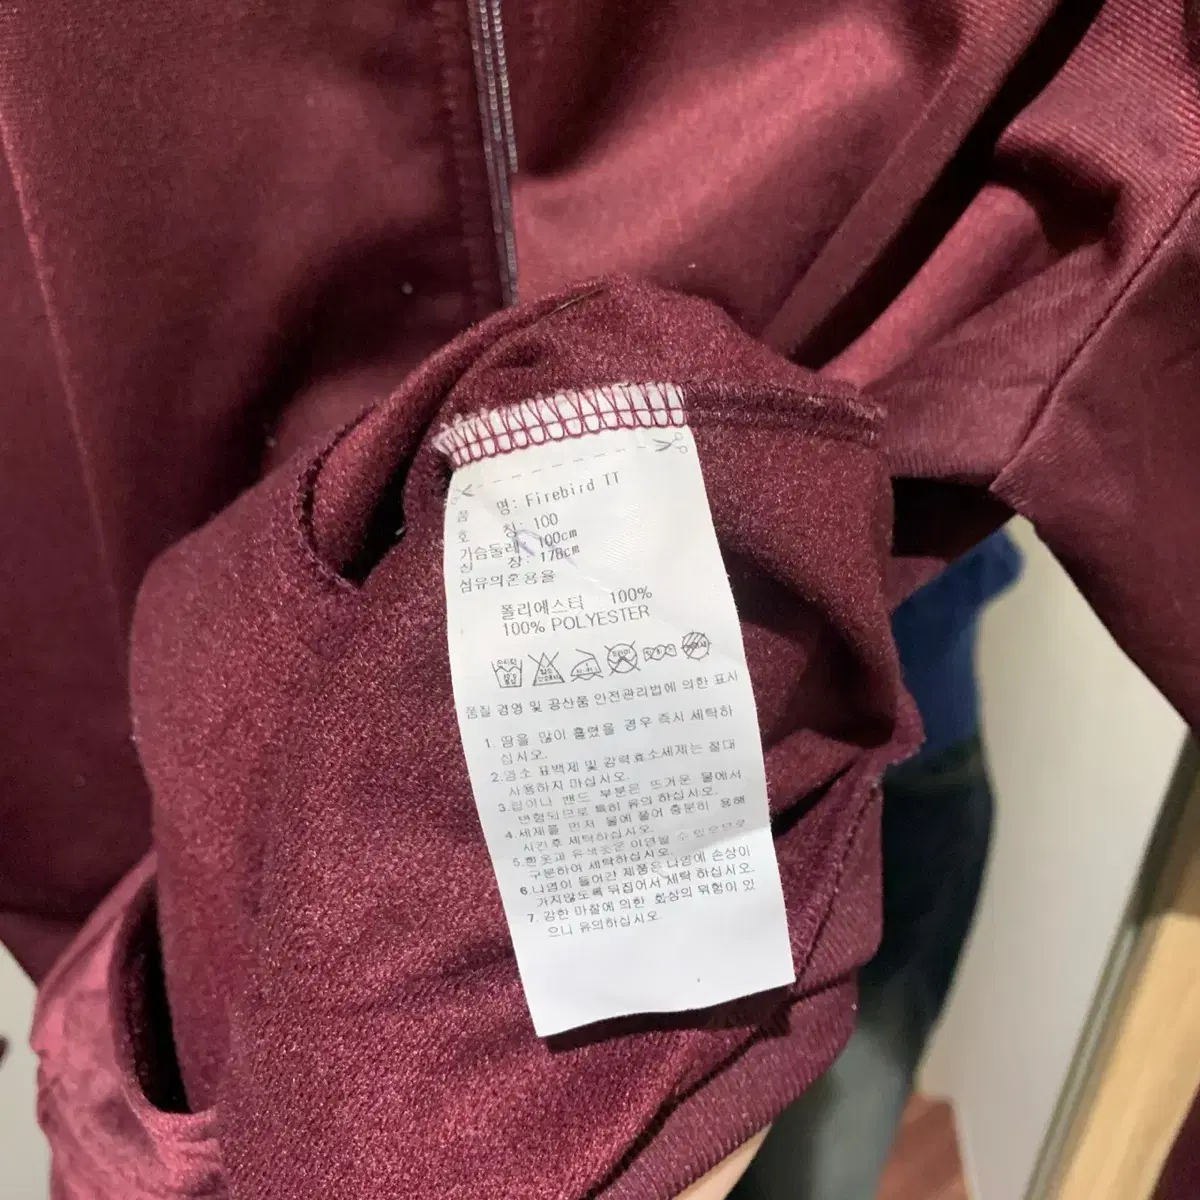 품 명: Firebird TT
호 칭: 100
가슴둘레: 100cm
신 장: 178cm
섬유의혼용율
폴리에스터 100%
100% POLYESTER
품질 경영 및 공산품 안전관리법에 의한 표시
1. 땀을 많이 흘렸을 경우 즉시 세탁하
십시오.
2.염소 표백제 및 강력효소세제는 절대
사용하지 마십시오.
3.립이나 밴드 부분은 뜨거운 물에서
변형되므로 특히 유의 하십시오.
4.세제를 먼저 물에 풀어 충분히 용해
시킨후 세탁하십시오.
5.흰옷과 유색옷은 이염될 수 있으므로
구분하여 세탁하십시오.
6.나염이 들어간 제품은 나염에 손상이
가지않도록 뒤집어서 세탁 하십시오.
7. 강한 마찰에 의한 화상의 위험이 있
으니 유의하십시오.